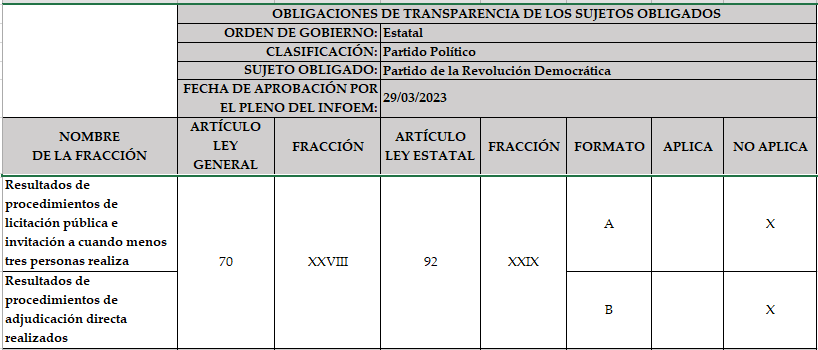 OBLIGACIONES DE TRANSPARENCIA DE LOS SUJETOS OBLIGADOS
ORDEN DE GOBIERNO: Estatal
CLASIFICACIÓN: Partido Político
SUJETO OBLIGADO: Partido de la Revolución Democrática
FECHA DE APROBACIÓN POR
EL PLENO DEL INFOEM: 29/03/2023
NOMBRE
DE LA FRACCIÓN
ARTÍCULO
LEY
GENERAL
FRACCIÓN
ARTÍCULO
LEY ESTATAL
FRACCIÓN
FORMATO
APLICA
NO APLICA
Resultados de
procedimientos de
licitación pública e
invitación a cuando menos
tres personas realiza
70
XXVIII
92
XXIX
A
X
Resultados de
procedimientos de
adjudicación directa
realizados
B
X